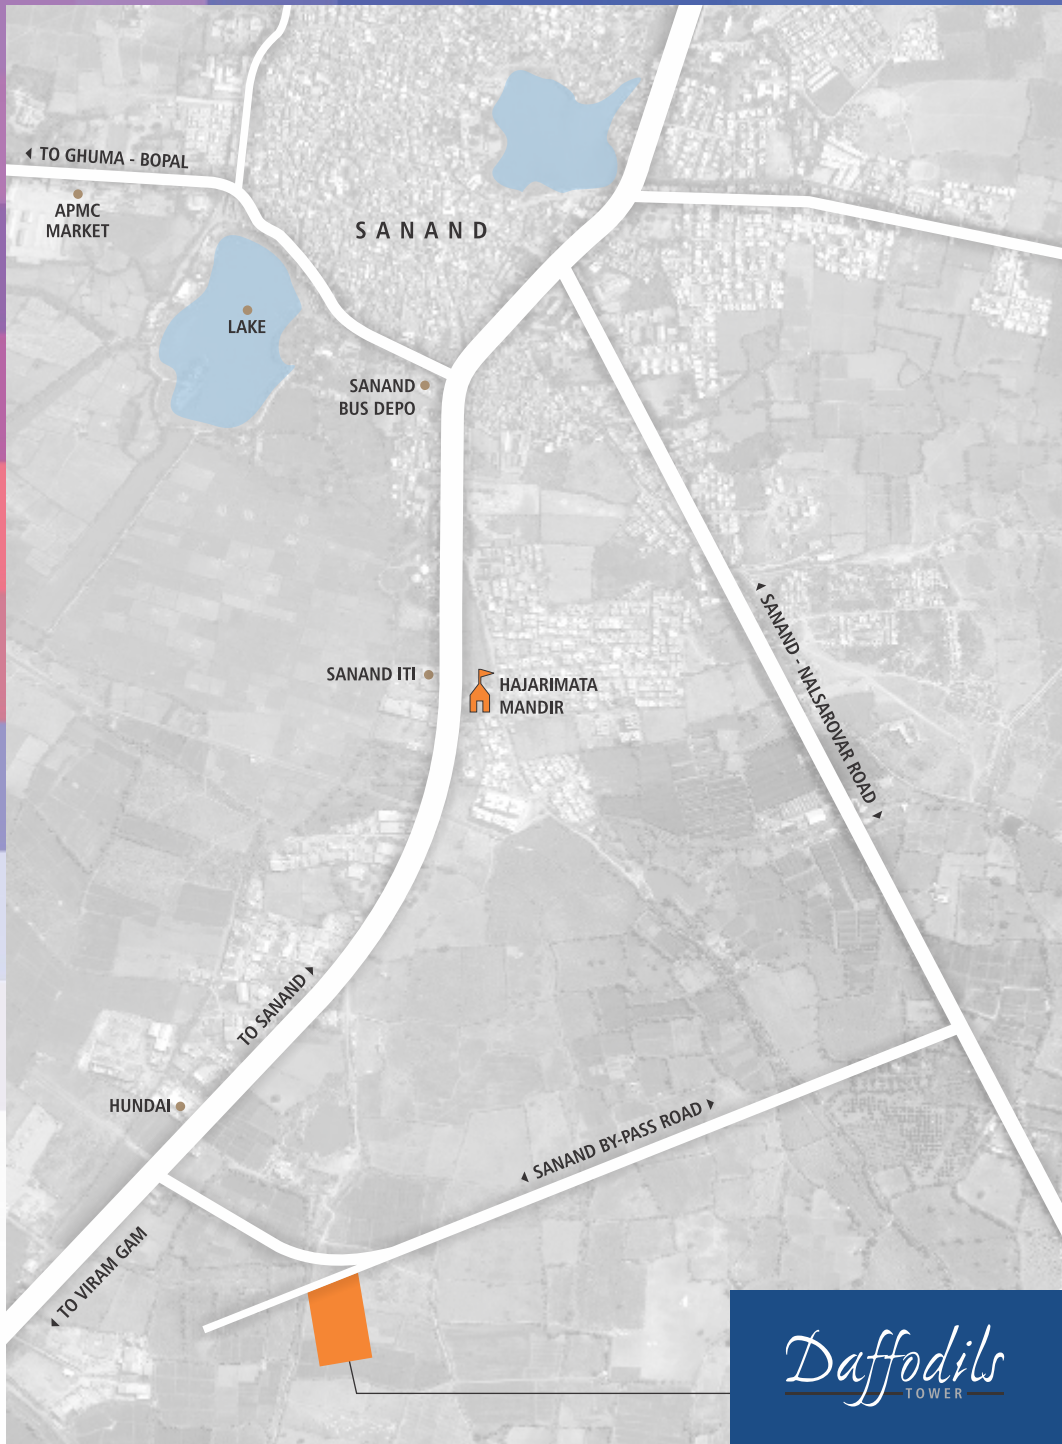 TO GHUMA - BOPAL
APMC
MARKET
SANAND
LAKE
SANAND
BUS DEPO
SANAND - NALSAROVAR ROAD
SANAND ITI
HAJARIMATA
MANDIR
TO SANAND
HUNDAI
SANAND BY-PASS ROAD
TO VIRAM GAM
Daffodils
TOWER